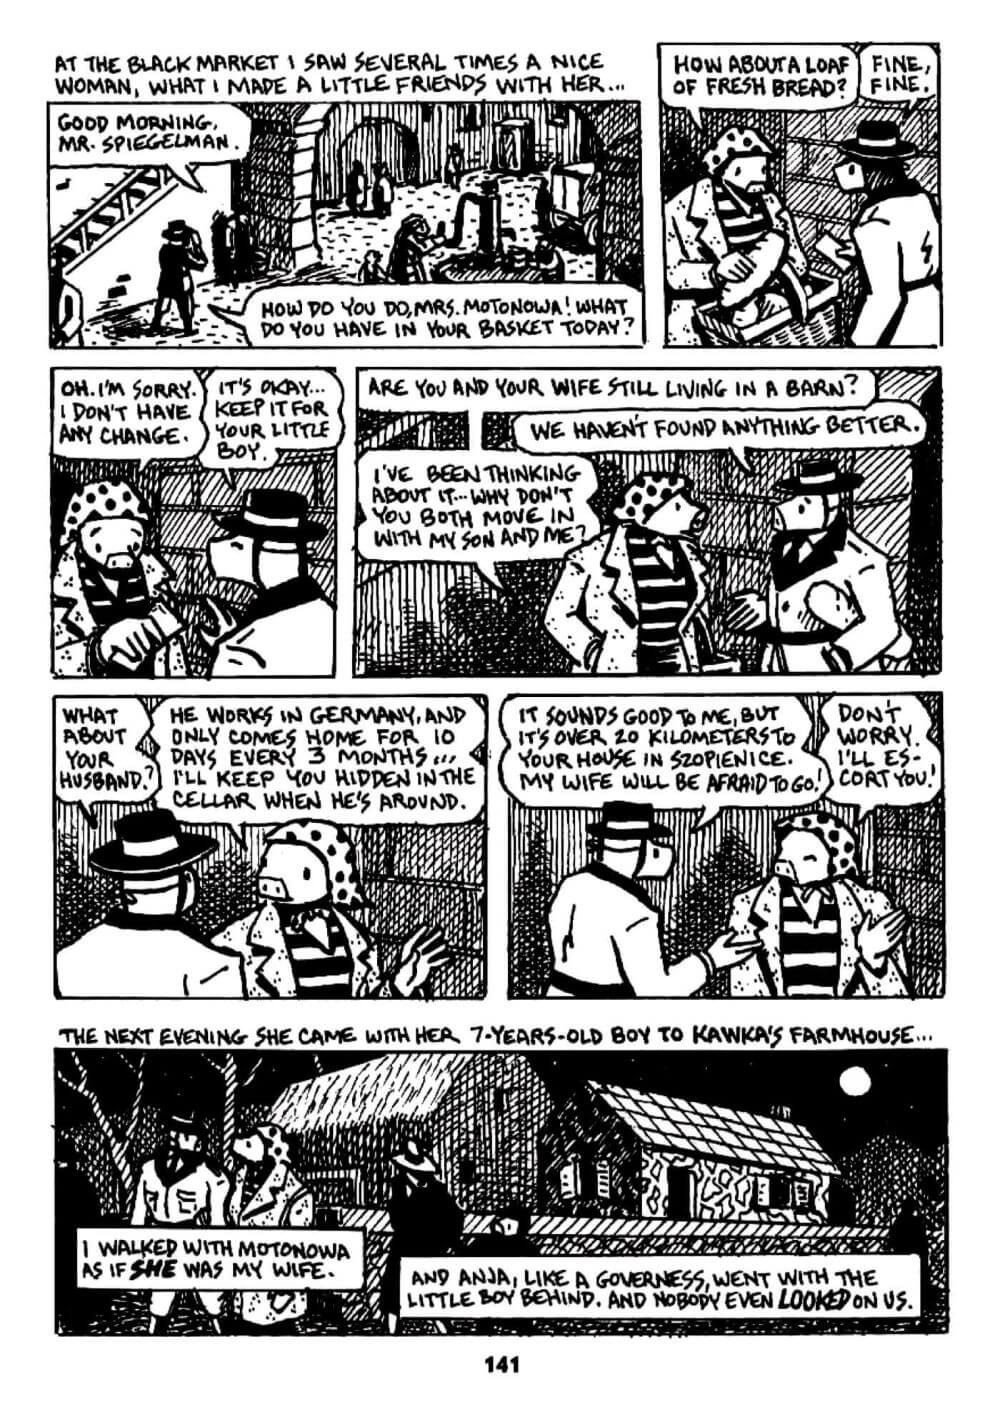 AT THE BLACK MARKET I SAW SEVERAL TIMES A NICE
WOMAN, WHAT I MADE A LITTLE FRIENDS WITH HER...
GOOD MORNING,
MR. SPIEGELMAN.
HOW DO YOU DO, MRS. MOTONOWA! WHAT
DO YOU HAVE IN YOUR BASKET TODAY?
HOW ABOUT A LOAF
OF FRESH BREAD?
FINE,
FINE.
OH. I'M SORRY.
I DON'T HAVE
ANY CHANGE.
IT'S OKAY...
KEEP IT FOR
YOUR LITTLE
BOY.
ARE YOU AND YOUR WIFE STILL LIVING IN A BARN?
WE HAVEN'T FOUND ANYTHING BETTER.
I'VE BEEN THINKING
ABOUT IT... WHY DON'T
YOU BOTH MOVE IN
WITH MY SON AND ME?
WHAT
ABOUT
YOUR
HUSBAND?
HE WORKS IN GERMANY, AND
ONLY COMES HOME FOR 10
DAYS EVERY 3 MONTHS...
I'LL KEEP YOU HIDDEN IN THE
CELLAR WHEN HE'S AROUND.
IT SOUNDS GOOD TO ME, BUT
IT'S OVER 20 KILOMETERS TO
YOUR HOUSE IN SZOPIENICE.
MY WIFE WILL BE AFRAID TO GO!
DON'T
WORRY.
I'LL ES-
CORT YOU!
THE NEXT EVENING SHE CAME WITH HER 7-YEARS-OLD BOY TO KAWKA'S FARMHOUSE...
I WALKED WITH MOTONOWA
AS IF SHE WAS MY WIFE.
AND ANJA, LIKE A GOVERNESS, WENT WITH THE
LITTLE BOY BEHIND. AND NOBODY EVEN LOOKED ON US.
141